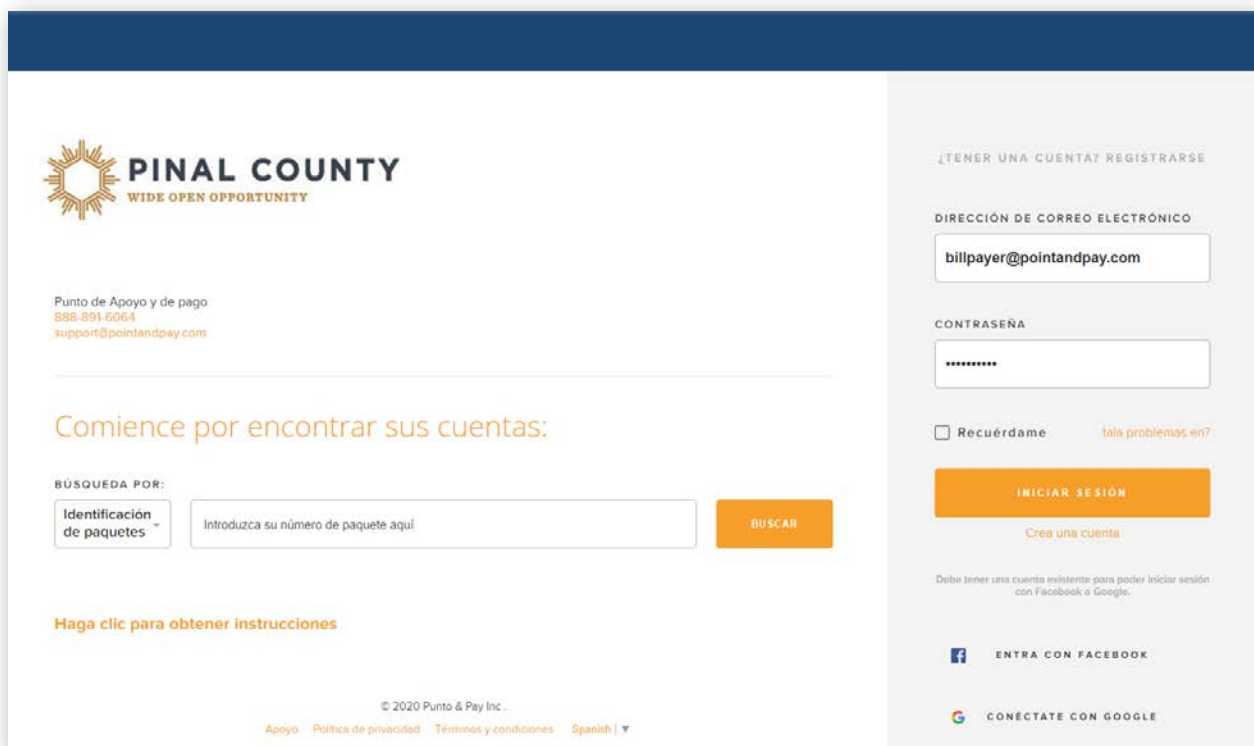 PINAL COUNTY
WIDE OPEN OPPORTUNITY
Punto de Apoyo y de pago
888-891-6064
support@pointandpay.com
Comience por encontrar sus cuentas:
BÚSQUEDA POR:
Identificación
de paquetes
Introduzca su número de paquete aquí
BUSCAR
Haga clic para obtener instrucciones
© 2020 Punto & Pay Inc .
Apoyo Política de privacidad Términos y condiciones Spanish | ▼
¿TENER UNA CUENTA? REGISTRARSE
DIRECCIÓN DE CORREO ELECTRÓNICO
billpayer@pointandpay.com
CONTRASEÑA
••••••••••
Recuérdame tala problemas en?
INICIAR SESIÓN
Crea una cuenta
Debe tener una cuenta existente para poder iniciar sesión
con Facebook o Google.
ENTRA CON FACEBOOK
CONÉCTATE CON GOOGLE